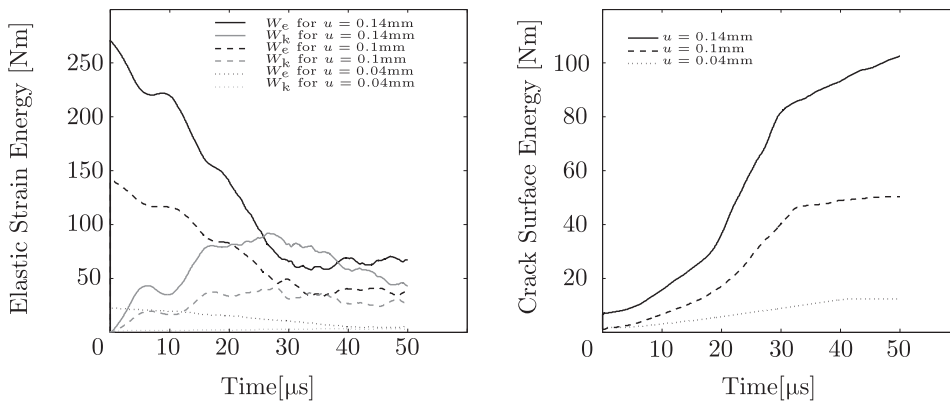 Elastic Strain Energy [Nm]
250
200
150
100
50
0
10
20
30
40
50
Time[µs]
W_e for u = 0.14mm
W_k for u = 0.14mm
W_e for u = 0.1mm
W_k for u = 0.1mm
W_e for u = 0.04mm
W_k for u = 0.04mm
Crack Surface Energy [Nm]
100
80
60
40
20
0
10
20
30
40
50
Time[µs]
u = 0.14mm
u = 0.1mm
u = 0.04mm